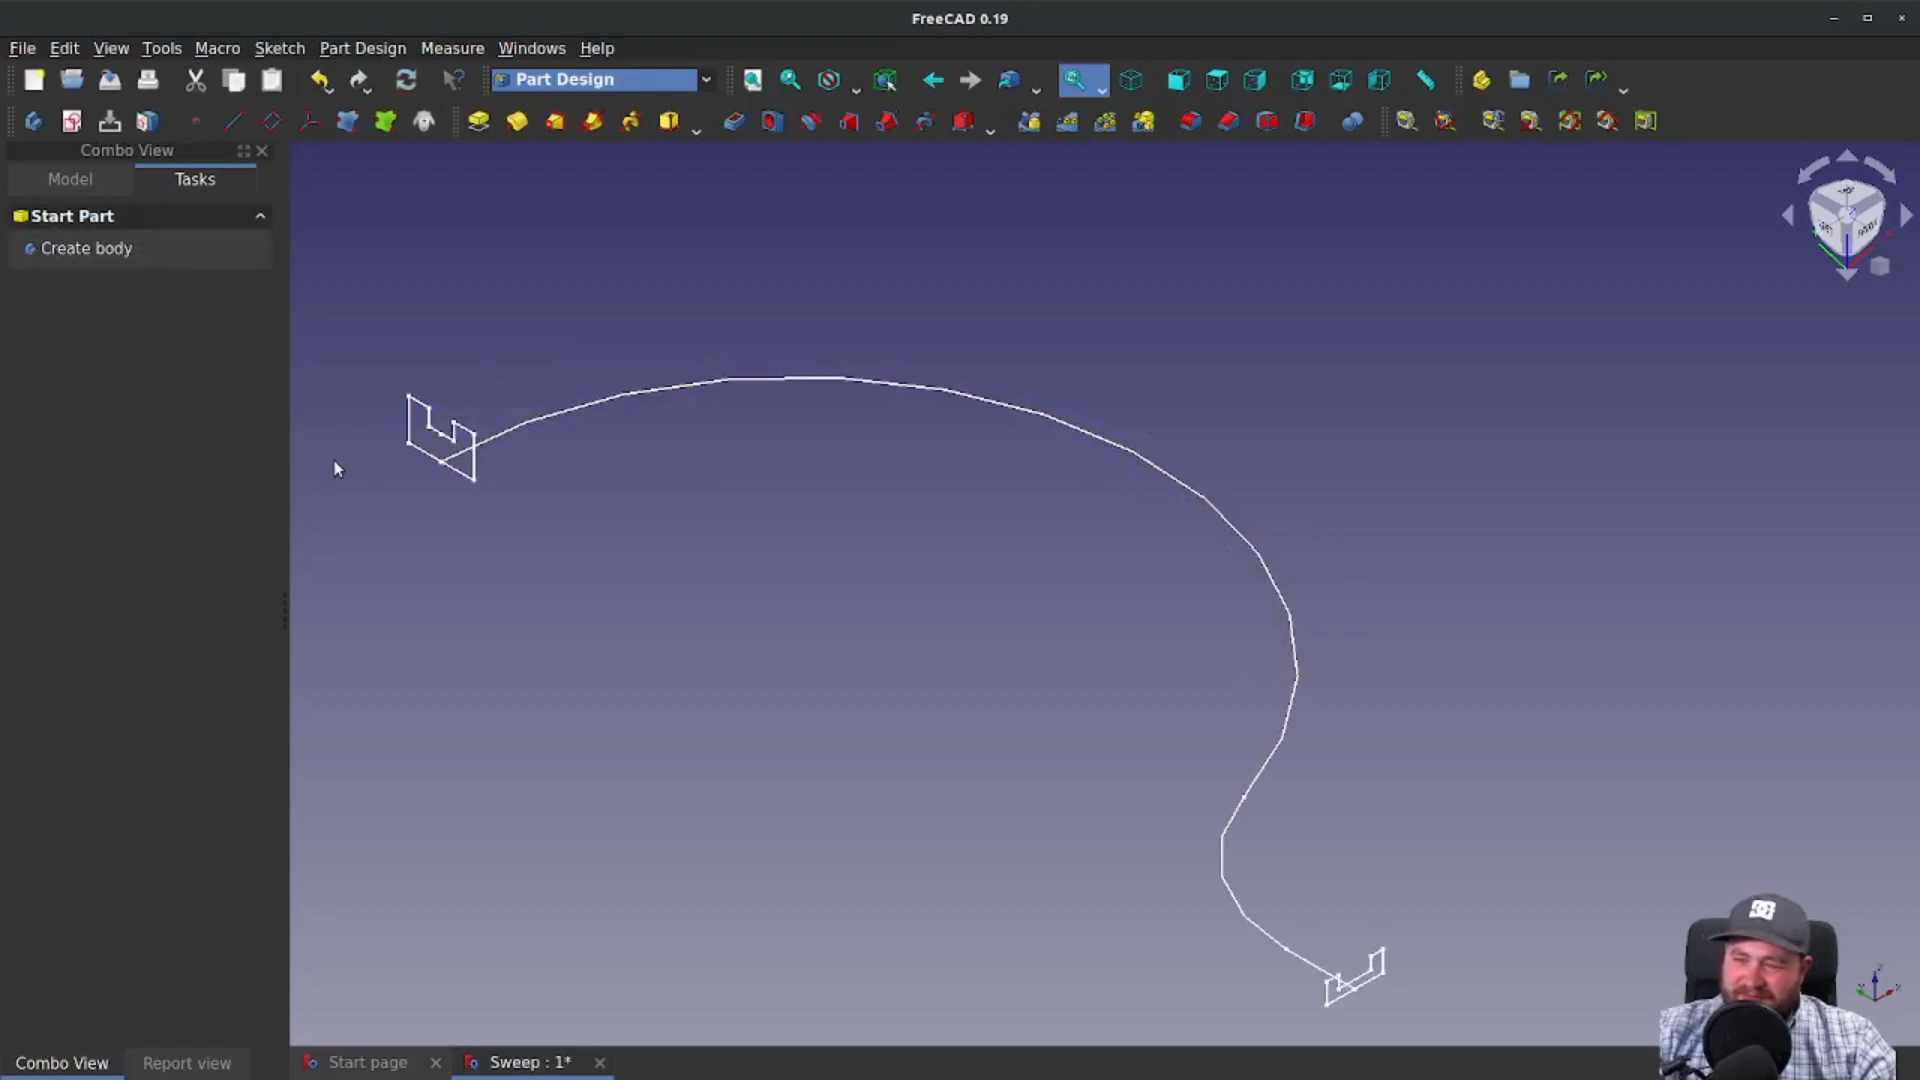 FreeCAD 0.19
File Edit View Tools Macro Sketch Part Design Measure Windows Help
Part Design
Combo View
Model Tasks
Start Part
Create body
Combo View Report view Start page Sweep : 1*